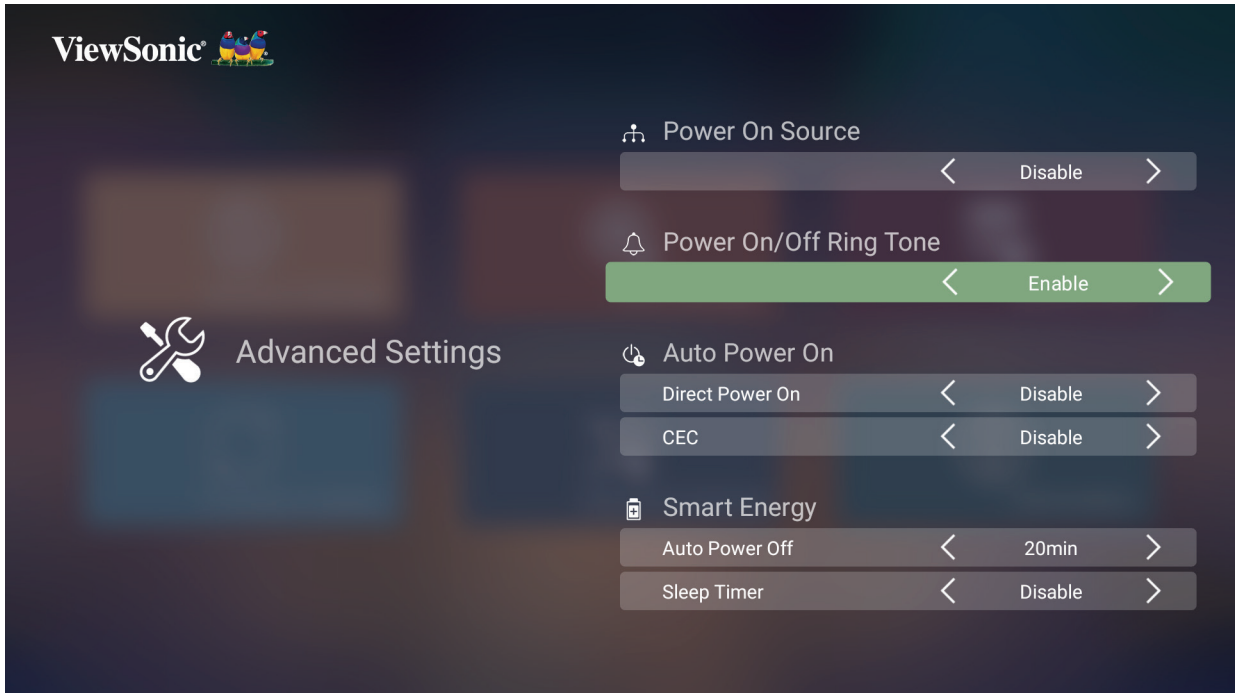 ViewSonic®
Power On Source
Disable
Power On/Off Ring Tone
Enable
Advanced Settings
Auto Power On
Direct Power On Disable
CEC Disable
Smart Energy
Auto Power Off 20min
Sleep Timer Disable